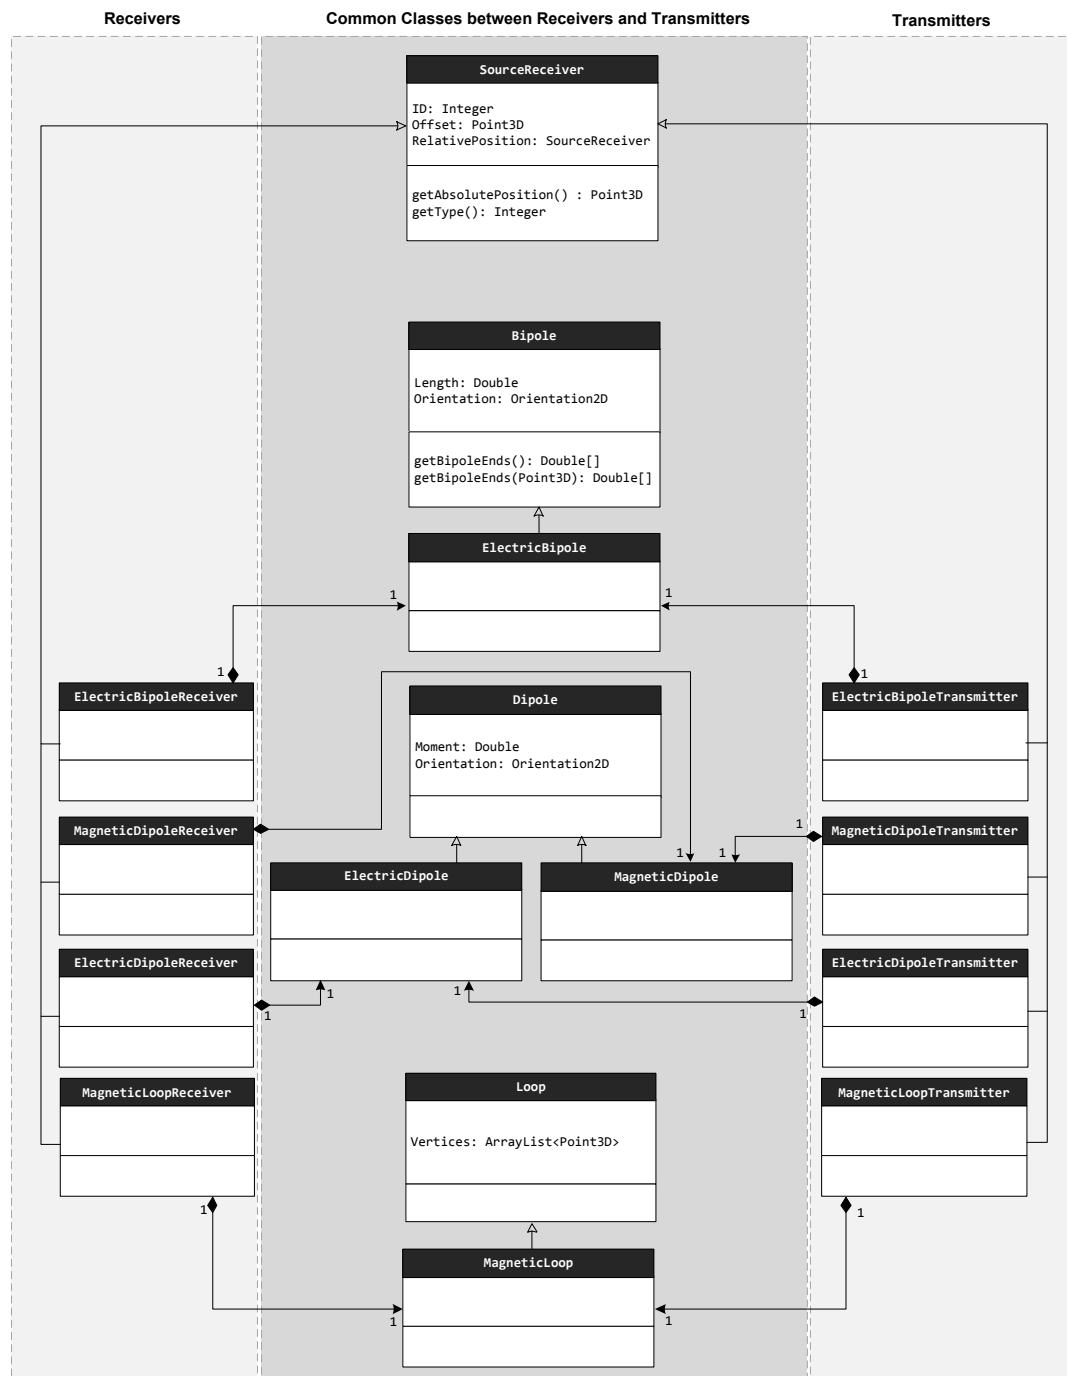 Receivers
Common Classes between Receivers and Transmitters
Transmitters
SourceReceiver
ID: Integer
Offset: Point3D
RelativePosition: SourceReceiver
getAbsolutePosition() : Point3D
getType(): Integer
Bipole
Length: Double
Orientation: Orientation2D
getBipoleEnds(): Double[]
getBipoleEnds(Point3D): Double[]
ElectricBipole
1
1
1
1
ElectricBipoleReceiver
ElectricBipoleTransmitter
Dipole
Moment: Double
Orientation: Orientation2D
MagneticDipoleReceiver
MagneticDipoleTransmitter
1
1
1
ElectricDipole
MagneticDipole
ElectricDipoleReceiver
ElectricDipoleTransmitter
1
1
1
1
MagneticLoopReceiver
Loop
MagneticLoopTransmitter
Vertices: ArrayList<Point3D>
1
1
MagneticLoop
1
1